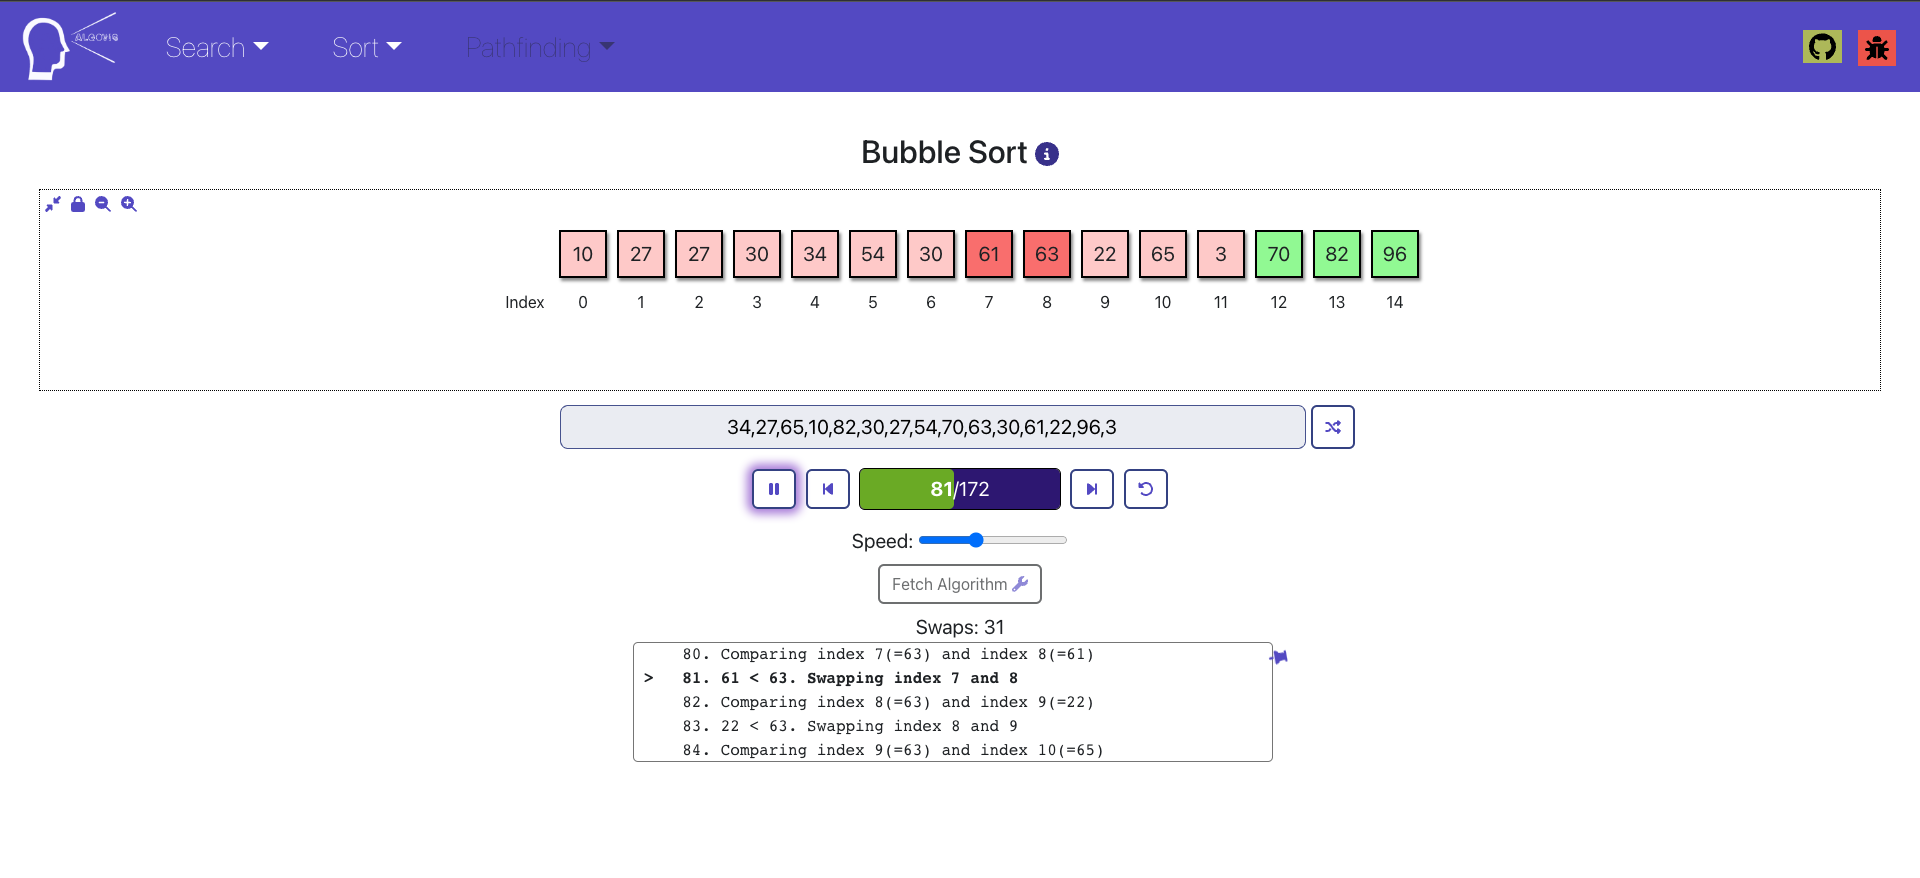 ALGOVIS
Search Sort Pathfinding
Bubble Sort
10 27 27 30 34 54 30 61 63 22 65 3 70 82 96
Index 0 1 2 3 4 5 6 7 8 9 10 11 12 13 14
34,27,65,10,82,30,27,54,70,63,30,61,22,96,3
81/172
Speed:
Fetch Algorithm
Swaps: 31
80. Comparing index 7(=63) and index 8(=61)
> 81. 61 < 63. Swapping index 7 and 8
82. Comparing index 8(=63) and index 9(=22)
83. 22 < 63. Swapping index 8 and 9
84. Comparing index 9(=63) and index 10(=65)